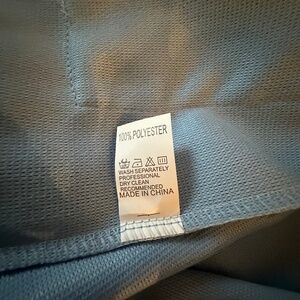 100% POLYESTER
WASH SEPARATELY
PROFESSIONAL
DRY CLEAN
RECOMMENDED
MADE IN CHINA